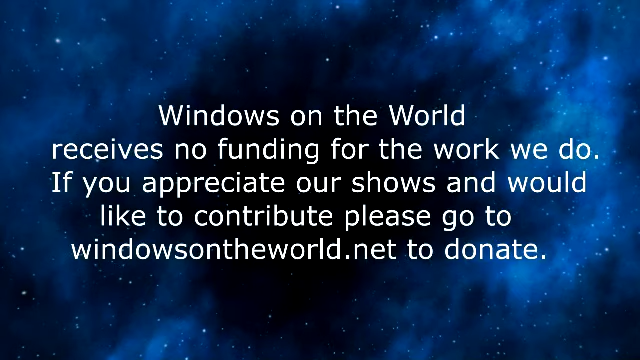 Windows on the World
receives no funding for the work we do.
If you appreciate our shows and would
like to contribute please go to
windowsontheworld.net to donate.